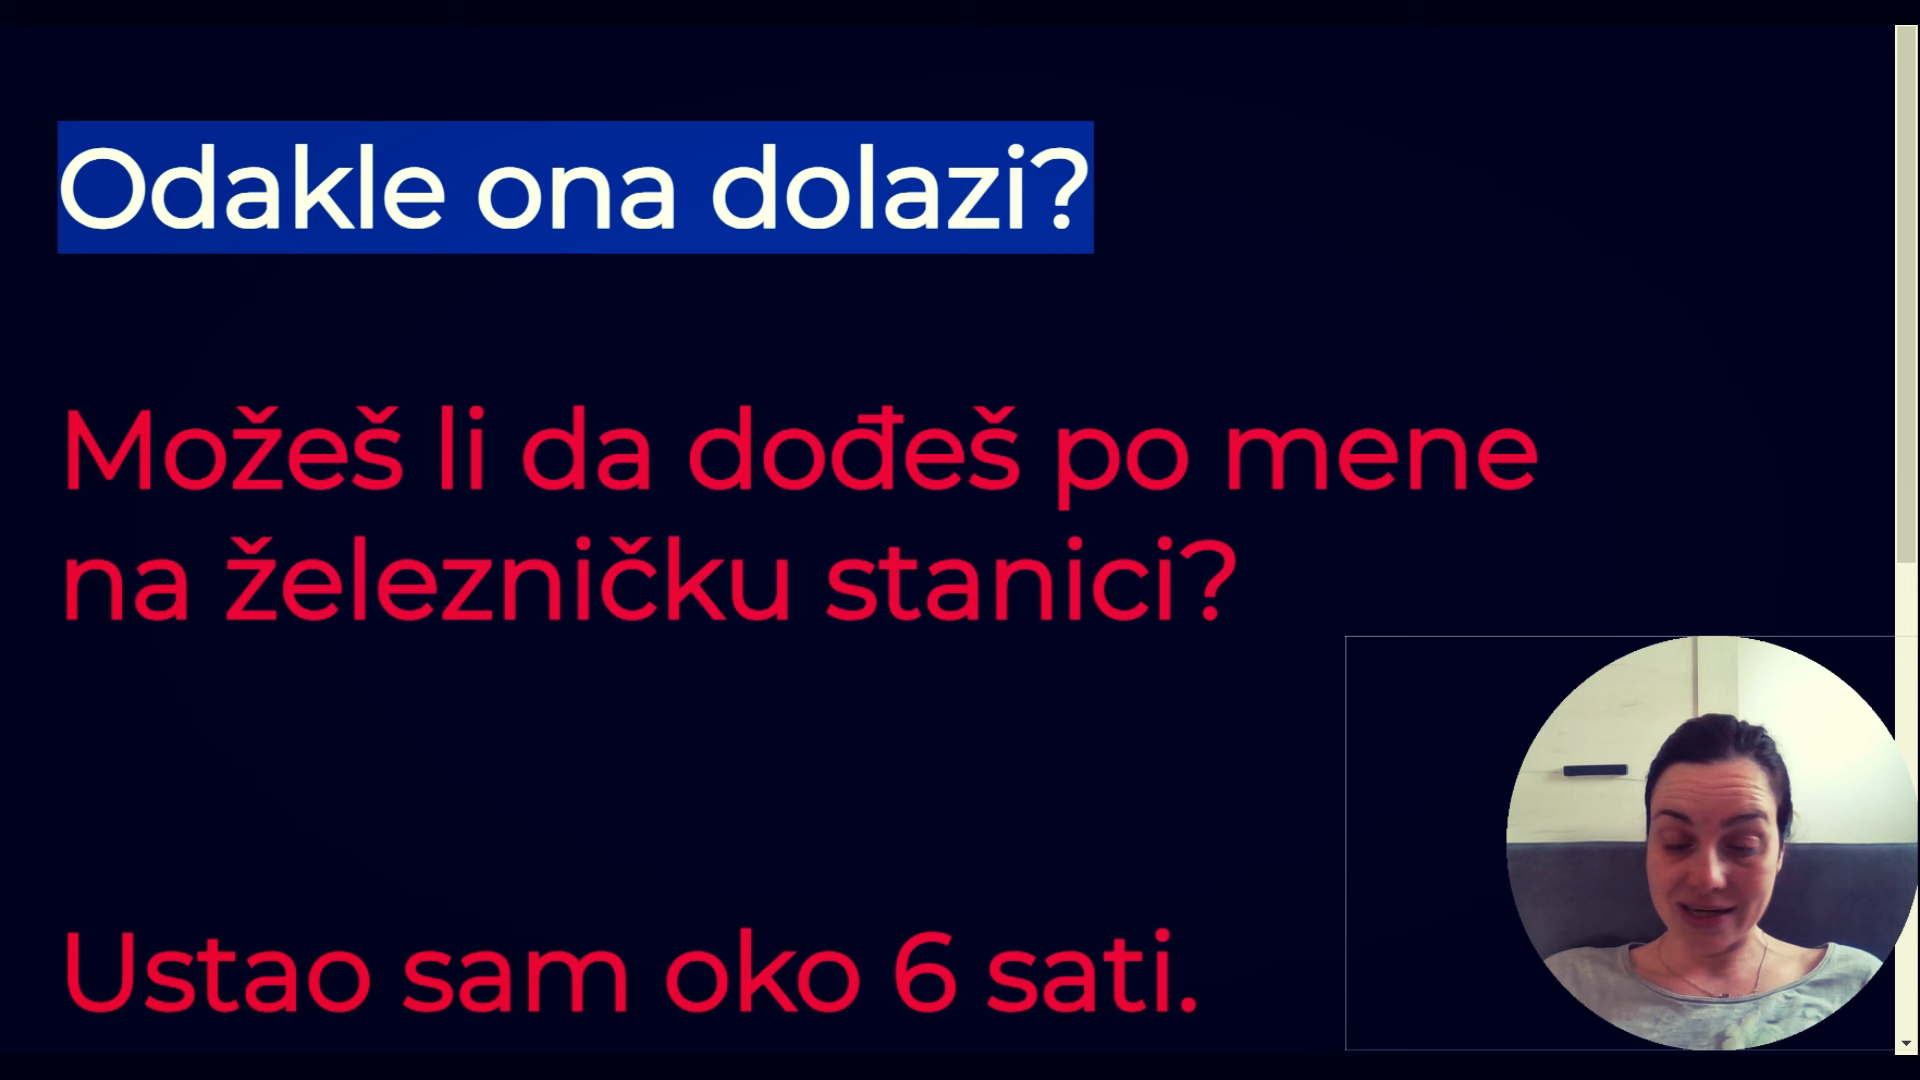 Odakle ona dolazi?
Možeš li da dođeš po mene
na železničku stanici?
Ustao sam oko 6 sati.